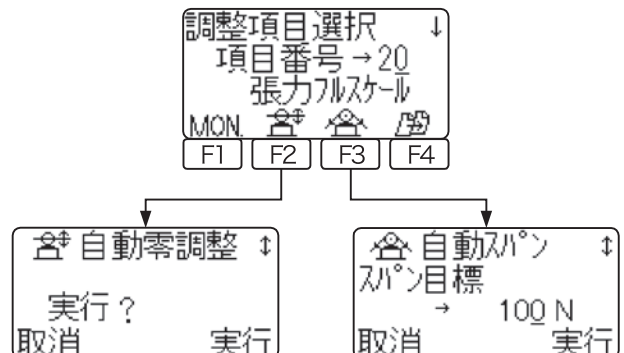 調整項目選択 ↓
項目番号→20
張力ﾌﾙｽｹｰﾙ
MON.
F1 F2 F3 F4
自動零調整 ↕
実行？
取消 実行
自動ｽﾊﾟﾝ ↕
ｽﾊﾟﾝ目標
→ 100 N
取消 実行